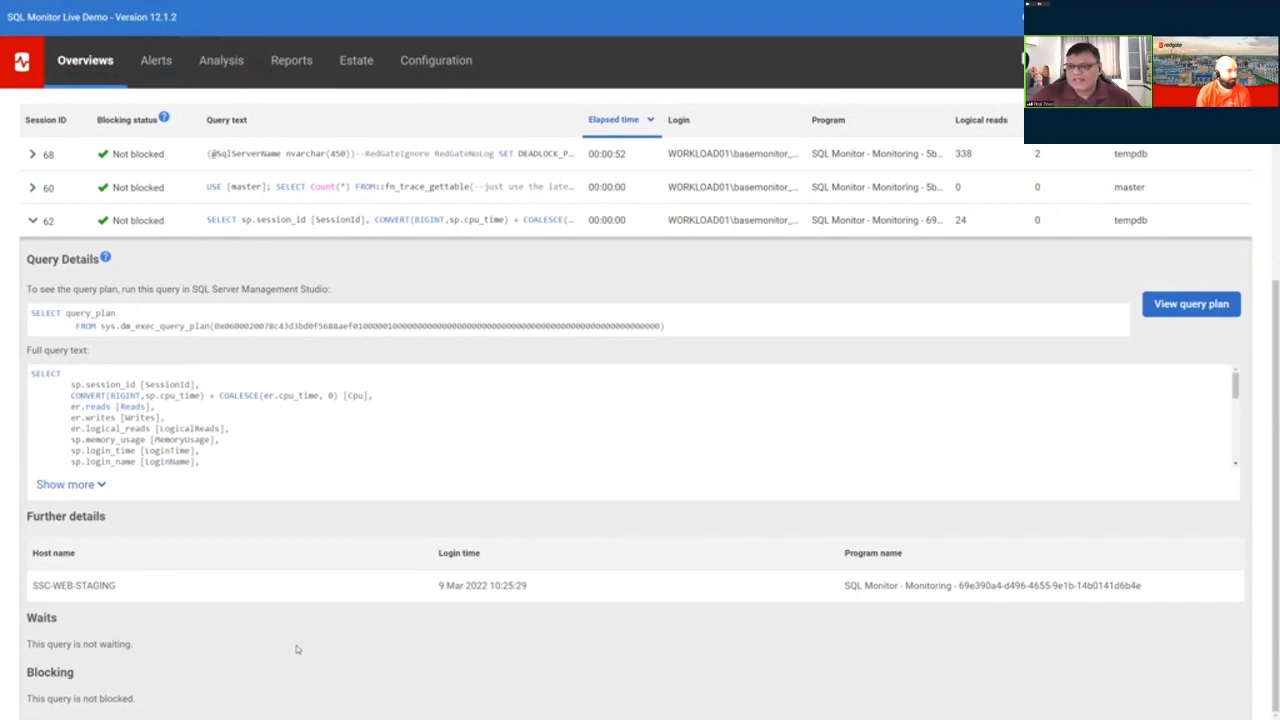 SQL Monitor Live Demo - Version 12.1.2
redgate
Overviews Alerts Analysis Reports Estate Configuration
Session ID Blocking status ? Query text Elapsed time Login Program Logical reads
68 Not blocked (@SqlServerName nvarchar(450))--RedGateIgnore RedGateNoLog SET DEADLOCK_P... 00:00:52 WORKLOAD01\basemonitor_... SQL Monitor - Monitoring - 5b... 338 2 tempdb
60 Not blocked USE [master]; SELECT Count(*) FROM::fn_trace_gettable(--just use the late... 00:00:00 WORKLOAD01\basemonitor_... SQL Monitor - Monitoring - 5b... 0 0 master
62 Not blocked SELECT sp.session_id [SessionId], CONVERT(BIGINT,sp.cpu_time) + COALESCE(... 00:00:00 WORKLOAD01\basemonitor_... SQL Monitor - Monitoring - 69... 24 0 tempdb
Query Details ?
To see the query plan, run this query in SQL Server Management Studio:
View query plan
SELECT query_plan
FROM sys.dm_exec_query_plan
Full query text:
SELECT
sp.session_id [SessionId],
CONVERT(BIGINT,sp.cpu_time) + COALESCE(er.cpu_time, 0) [Cpu],
er.reads [Reads],
er.writes [Writes],
er.logical_reads [LogicalReads],
sp.memory_usage [MemoryUsage],
sp.login_time [LoginTime],
sp.login_name [LoginName],
Show more
Further details
Host name Login time Program name
SSC-WEB-STAGING 9 Mar 2022 10:25:29 SQL Monitor - Monitoring - 69e390a4-d496-4655-9e1b-14b0141d6b4e
Waits
This query is not waiting.
Blocking
This query is not blocked.